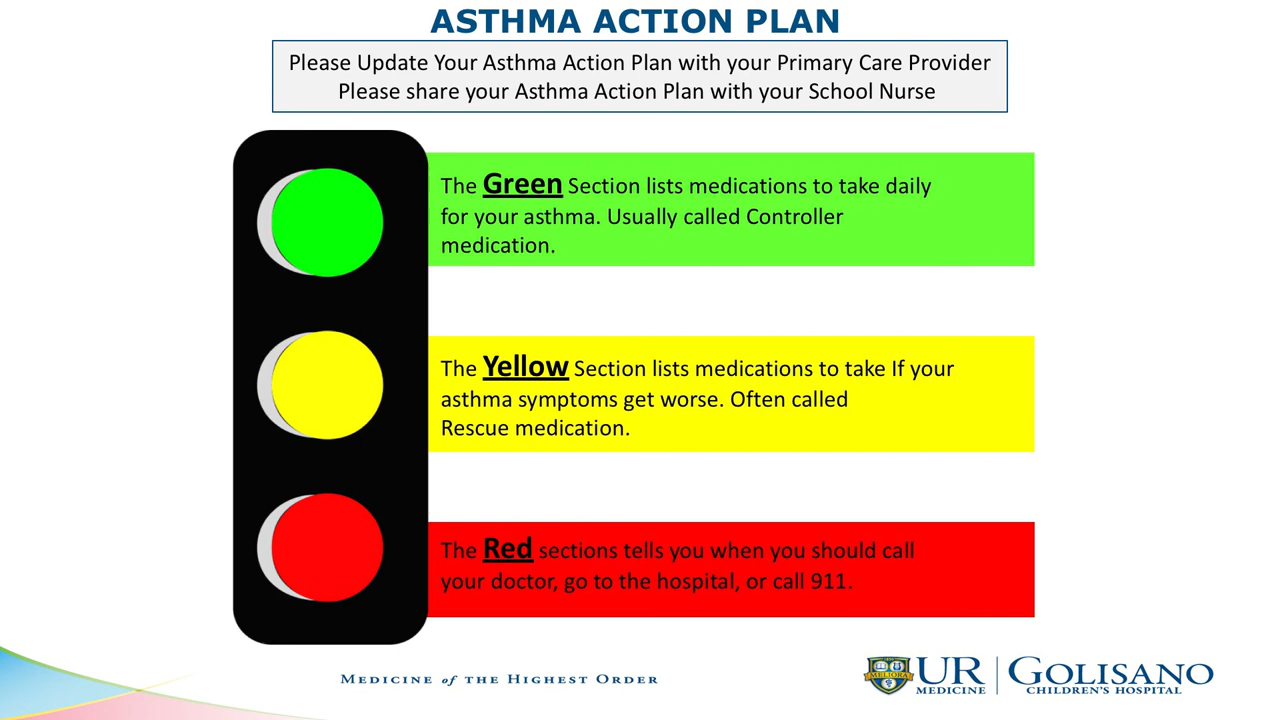 ASTHMA ACTION PLAN
Please Update Your Asthma Action Plan with your Primary Care Provider
Please share your Asthma Action Plan with your School Nurse
The Green Section lists medications to take daily
for your asthma. Usually called Controller
medication.
The Yellow Section lists medications to take If your
asthma symptoms get worse. Often called
Rescue medication.
The Red sections tells you when you should call
your doctor, go to the hospital, or call 911.
MEDICINE of THE HIGHEST ORDER
MELIORA
UR
MEDICINE
GOLISANO
CHILDREN'S HOSPITAL